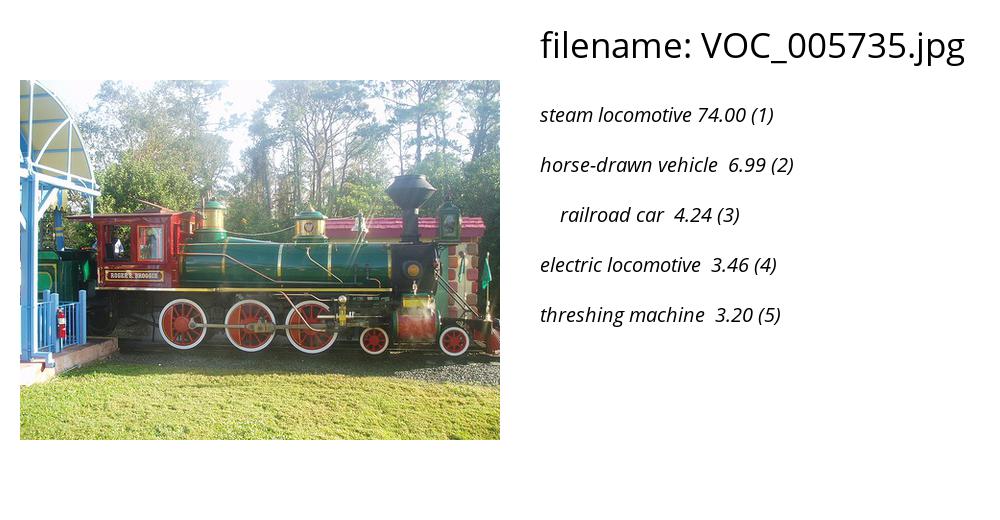 filename: VOC_005735.jpg
steam locomotive 74.00 (1)
horse-drawn vehicle 6.99 (2)
railroad car 4.24 (3)
electric locomotive 3.46 (4)
threshing machine 3.20 (5)
ROGER E. BROGGIE